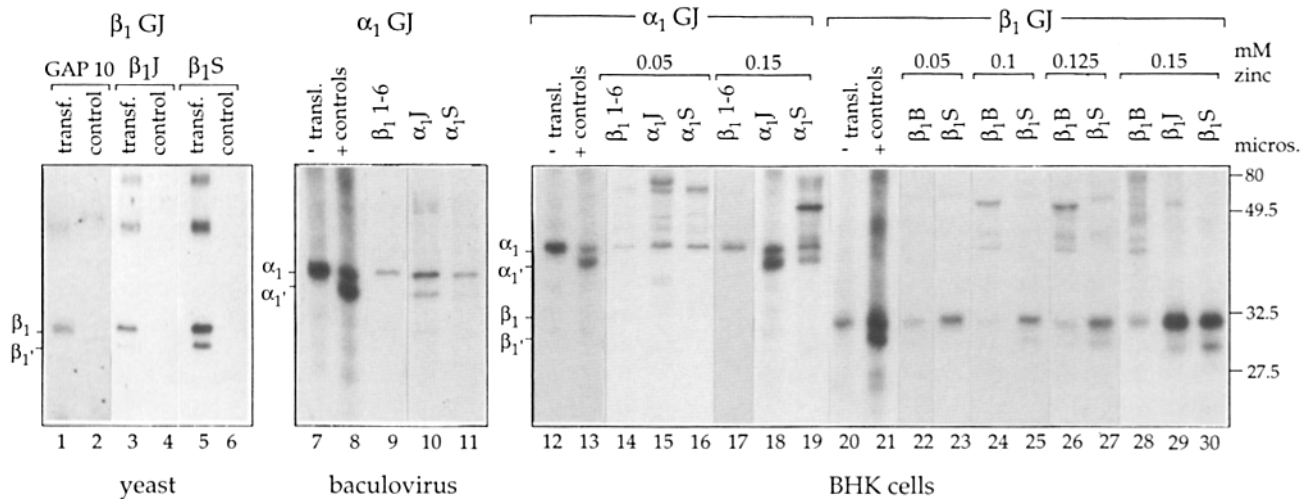 β₁ GJ
GAP 10 β₁J β₁S
transf. control transf. control transf. control
β₁
β₁'
1 2 3 4 5 6
yeast
α₁ GJ
- transl. + controls β₁ 1-6 α₁J α₁S
α₁
α₁'
7 8 9 10 11
baculovirus
α₁ GJ β₁ GJ
0.05 0.15 0.05 0.1 0.125 0.15 mM zinc
- transl. + controls β₁ 1-6 α₁J α₁S β₁ 1-6 α₁J α₁S - transl. + controls β₁B β₁S β₁B β₁S β₁B β₁S β₁B β₁J β₁S micros.
α₁
α₁'
β₁
β₁'
80
49.5
32.5
27.5
12 13 14 15 16 17 18 19 20 21 22 23 24 25 26 27 28 29 30
BHK cells